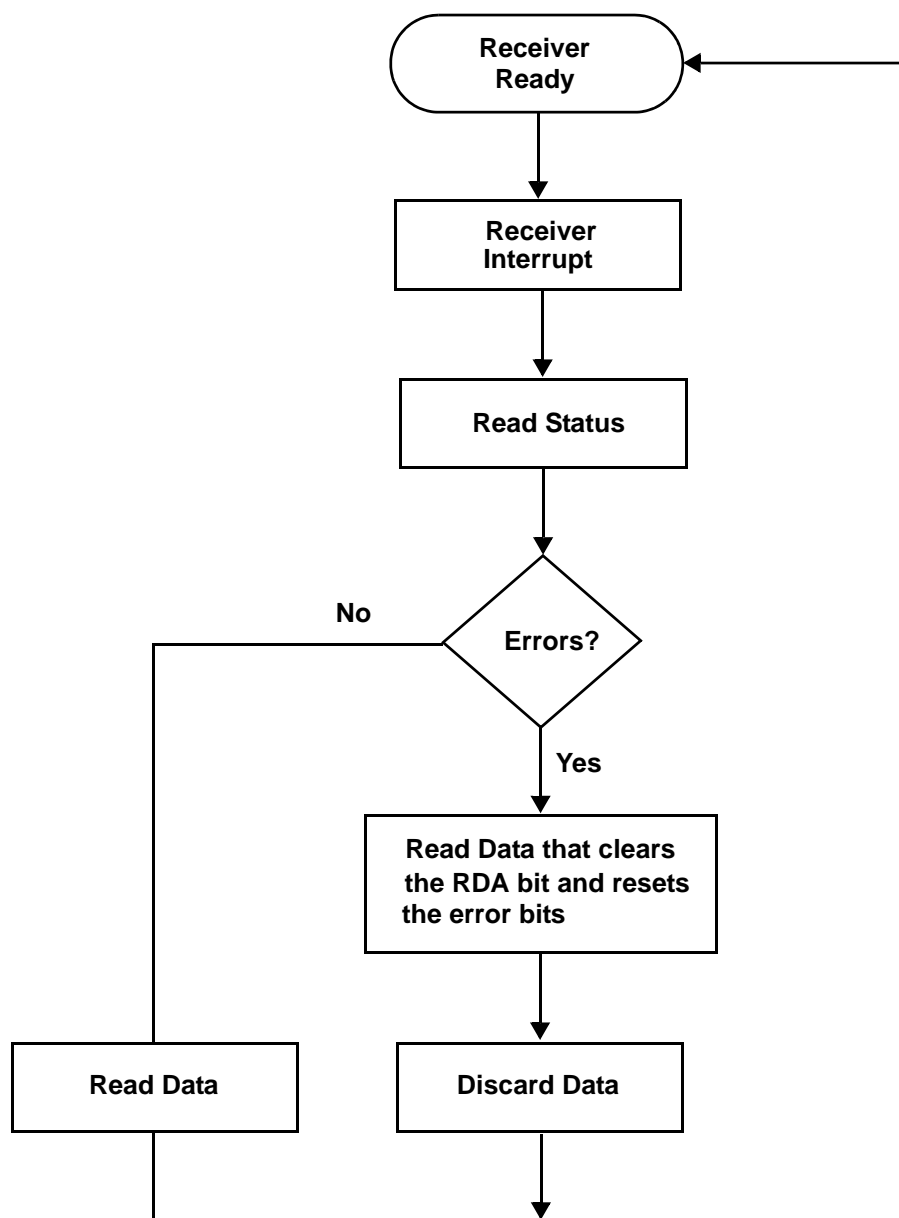 Receiver
Ready
Receiver
Interrupt
Read Status
No
Errors?
Yes
Read Data that clears
the RDA bit and resets
the error bits
Read Data
Discard Data